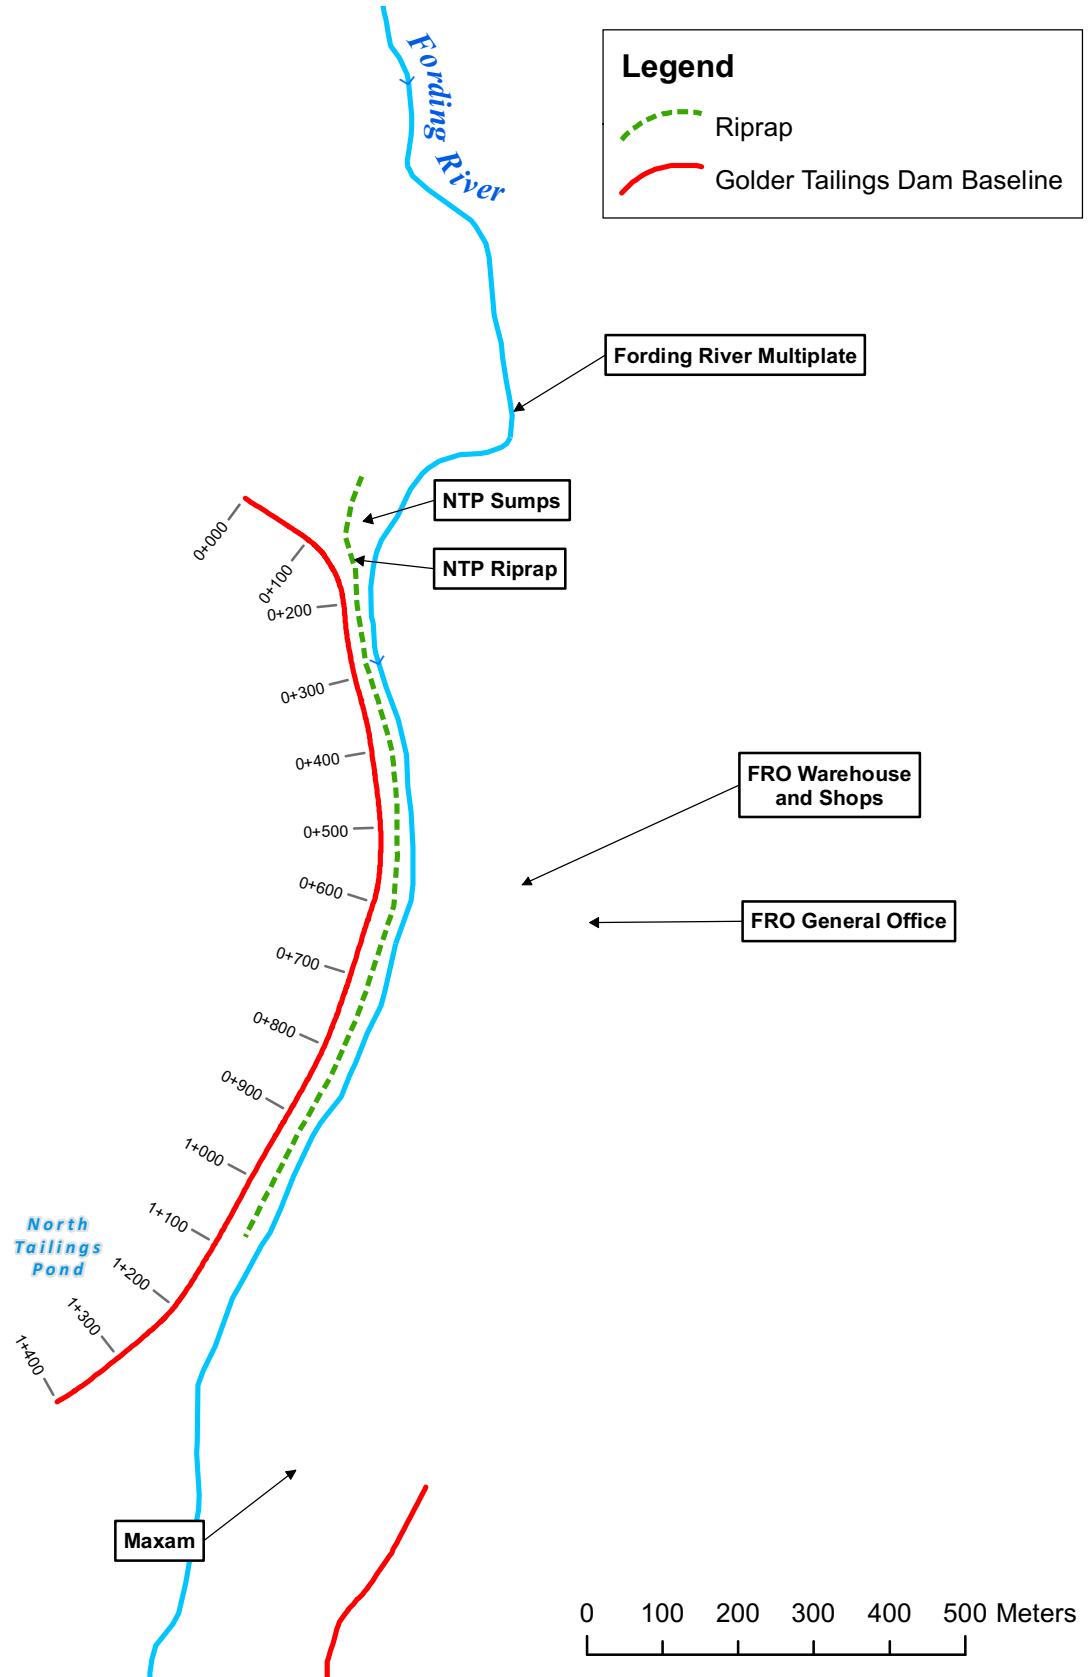 Fording River
Legend
Riprap
Golder Tailings Dam Baseline
Fording River Multiplate
NTP Sumps
NTP Riprap
0+000
0+100
0+200
0+300
0+400
0+500
0+600
0+700
0+800
0+900
1+000
1+100
1+200
1+300
1+400
FRO Warehouse
and Shops
FRO General Office
North
Tailings
Pond
Maxam
0 100 200 300 400 500 Meters